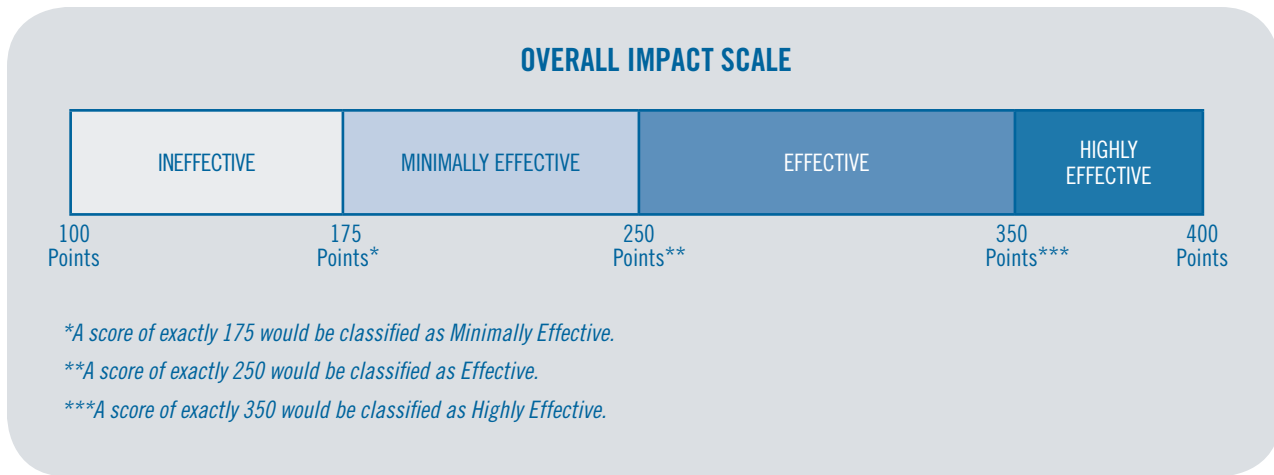 OVERALL IMPACT SCALE
INEFFECTIVE
MINIMALLY EFFECTIVE
EFFECTIVE
HIGHLY
EFFECTIVE
100
Points
175
Points*
250
Points**
350
Points***
400
Points
*A score of exactly 175 would be classified as Minimally Effective.
**A score of exactly 250 would be classified as Effective.
***A score of exactly 350 would be classified as Highly Effective.